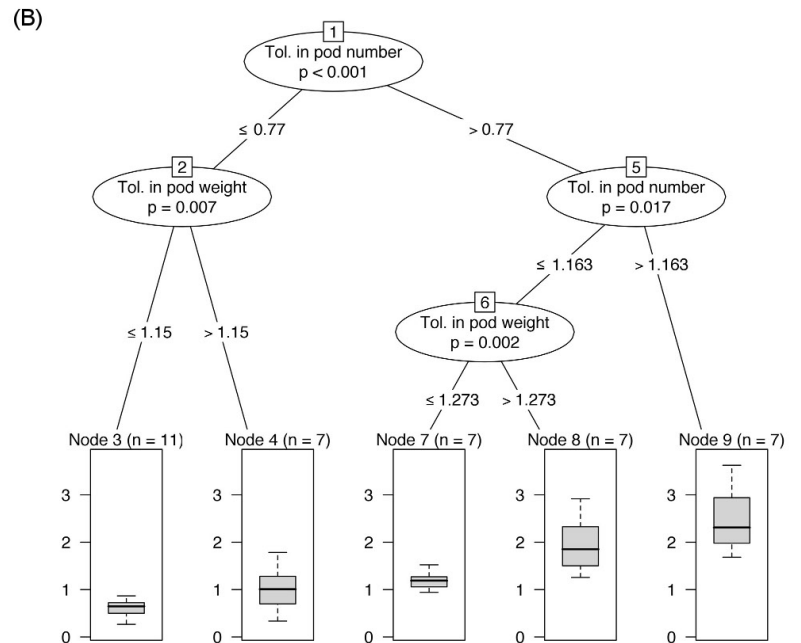 (B)
1
Tol. in pod number
p < 0.001
≤ 0.77
> 0.77
2
Tol. in pod weight
p = 0.007
5
Tol. in pod number
p = 0.017
≤ 1.163
> 1.163
6
Tol. in pod weight
p = 0.002
≤ 1.15
> 1.15
≤ 1.273
> 1.273
Node 3 (n = 11)
Node 4 (n = 7)
Node 7 (n = 7)
Node 8 (n = 7)
Node 9 (n = 7)
3
2
1
0
3
2
1
0
3
2
1
0
3
2
1
0
3
2
1
0